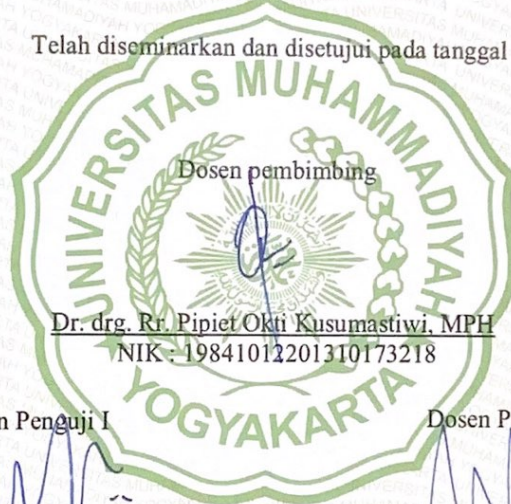 Telah diseminarkan dan disetujui pada tanggal
UNIVERSITAS MUHAMMADIYAH
YOGYAKARTA
Dosen pembimbing
Dr. drg. Rr. Pipiet Okti Kusumastiwi, MPH
NIK : 19841012201310173218
Penguji I
Dosen P